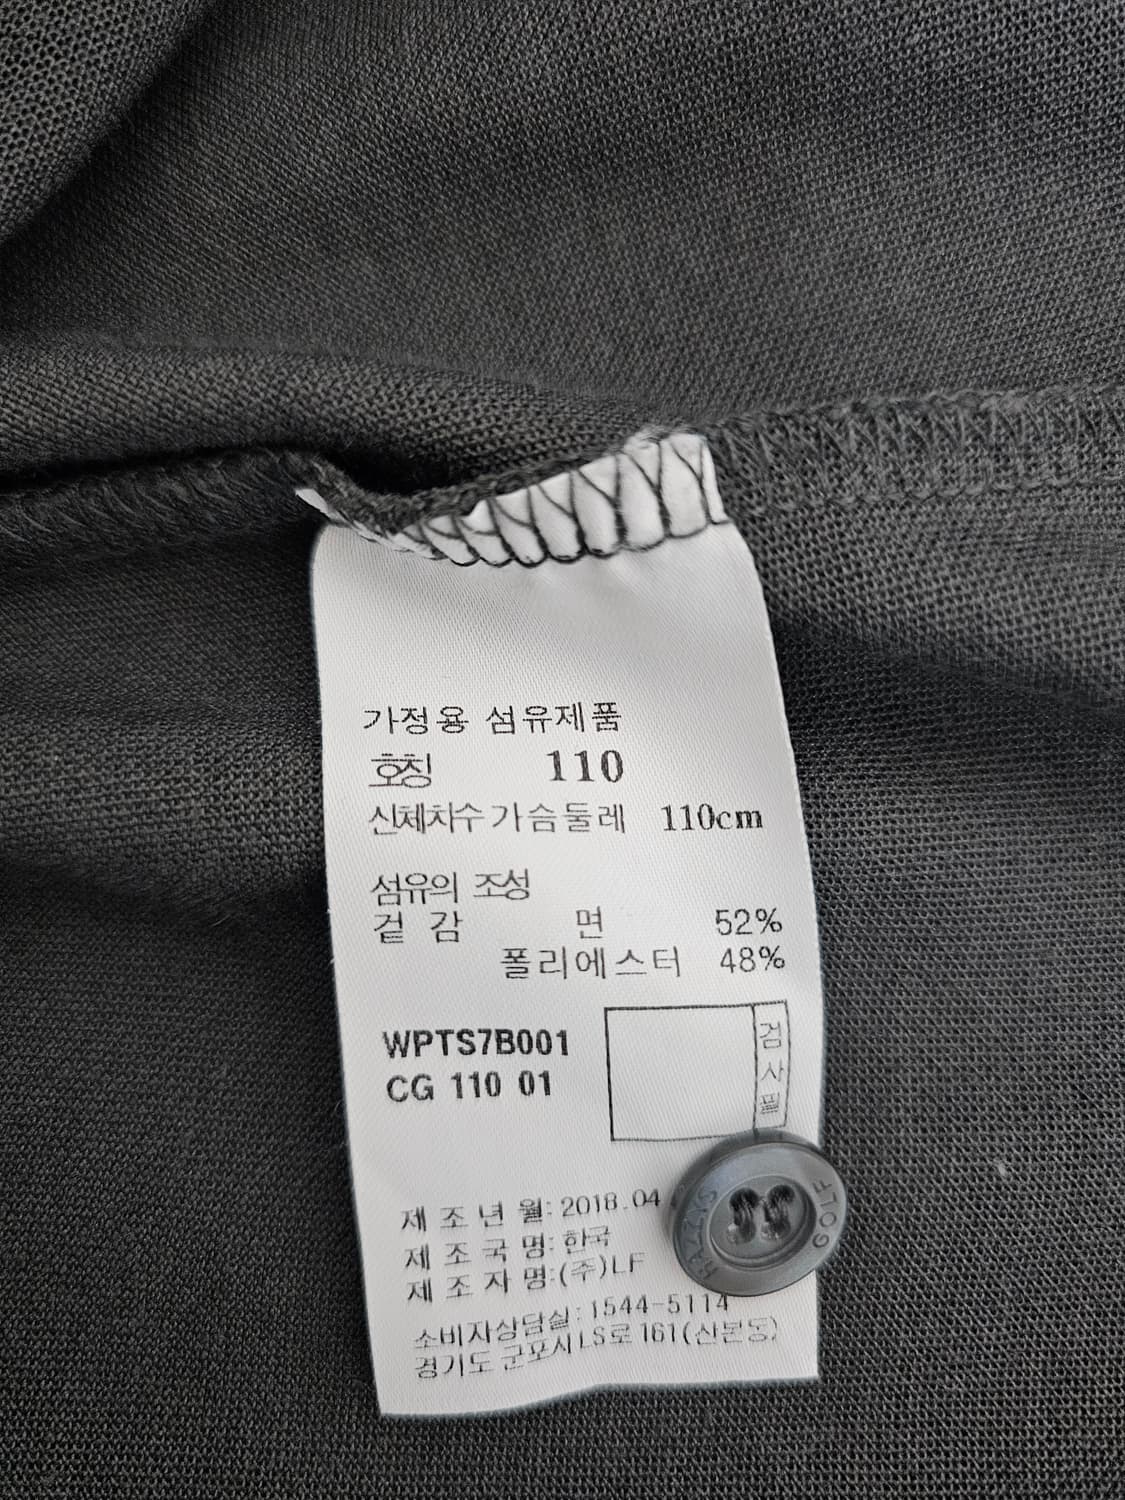 가정용 섬유제품
호칭 110
신체치수 가슴둘레 110cm
섬유의 조성
겉 감 면 52%
폴리에스터 48%
WPTS7B001
CG 110 01
검사필
제 조 년 월: 2018.04
제 조 국 명: 한국
제 조 자 명:(주)LF
소비자상담실: 1544-5114
경기도 군포시 LS로 161(산본동)
HAZZYS GOLF